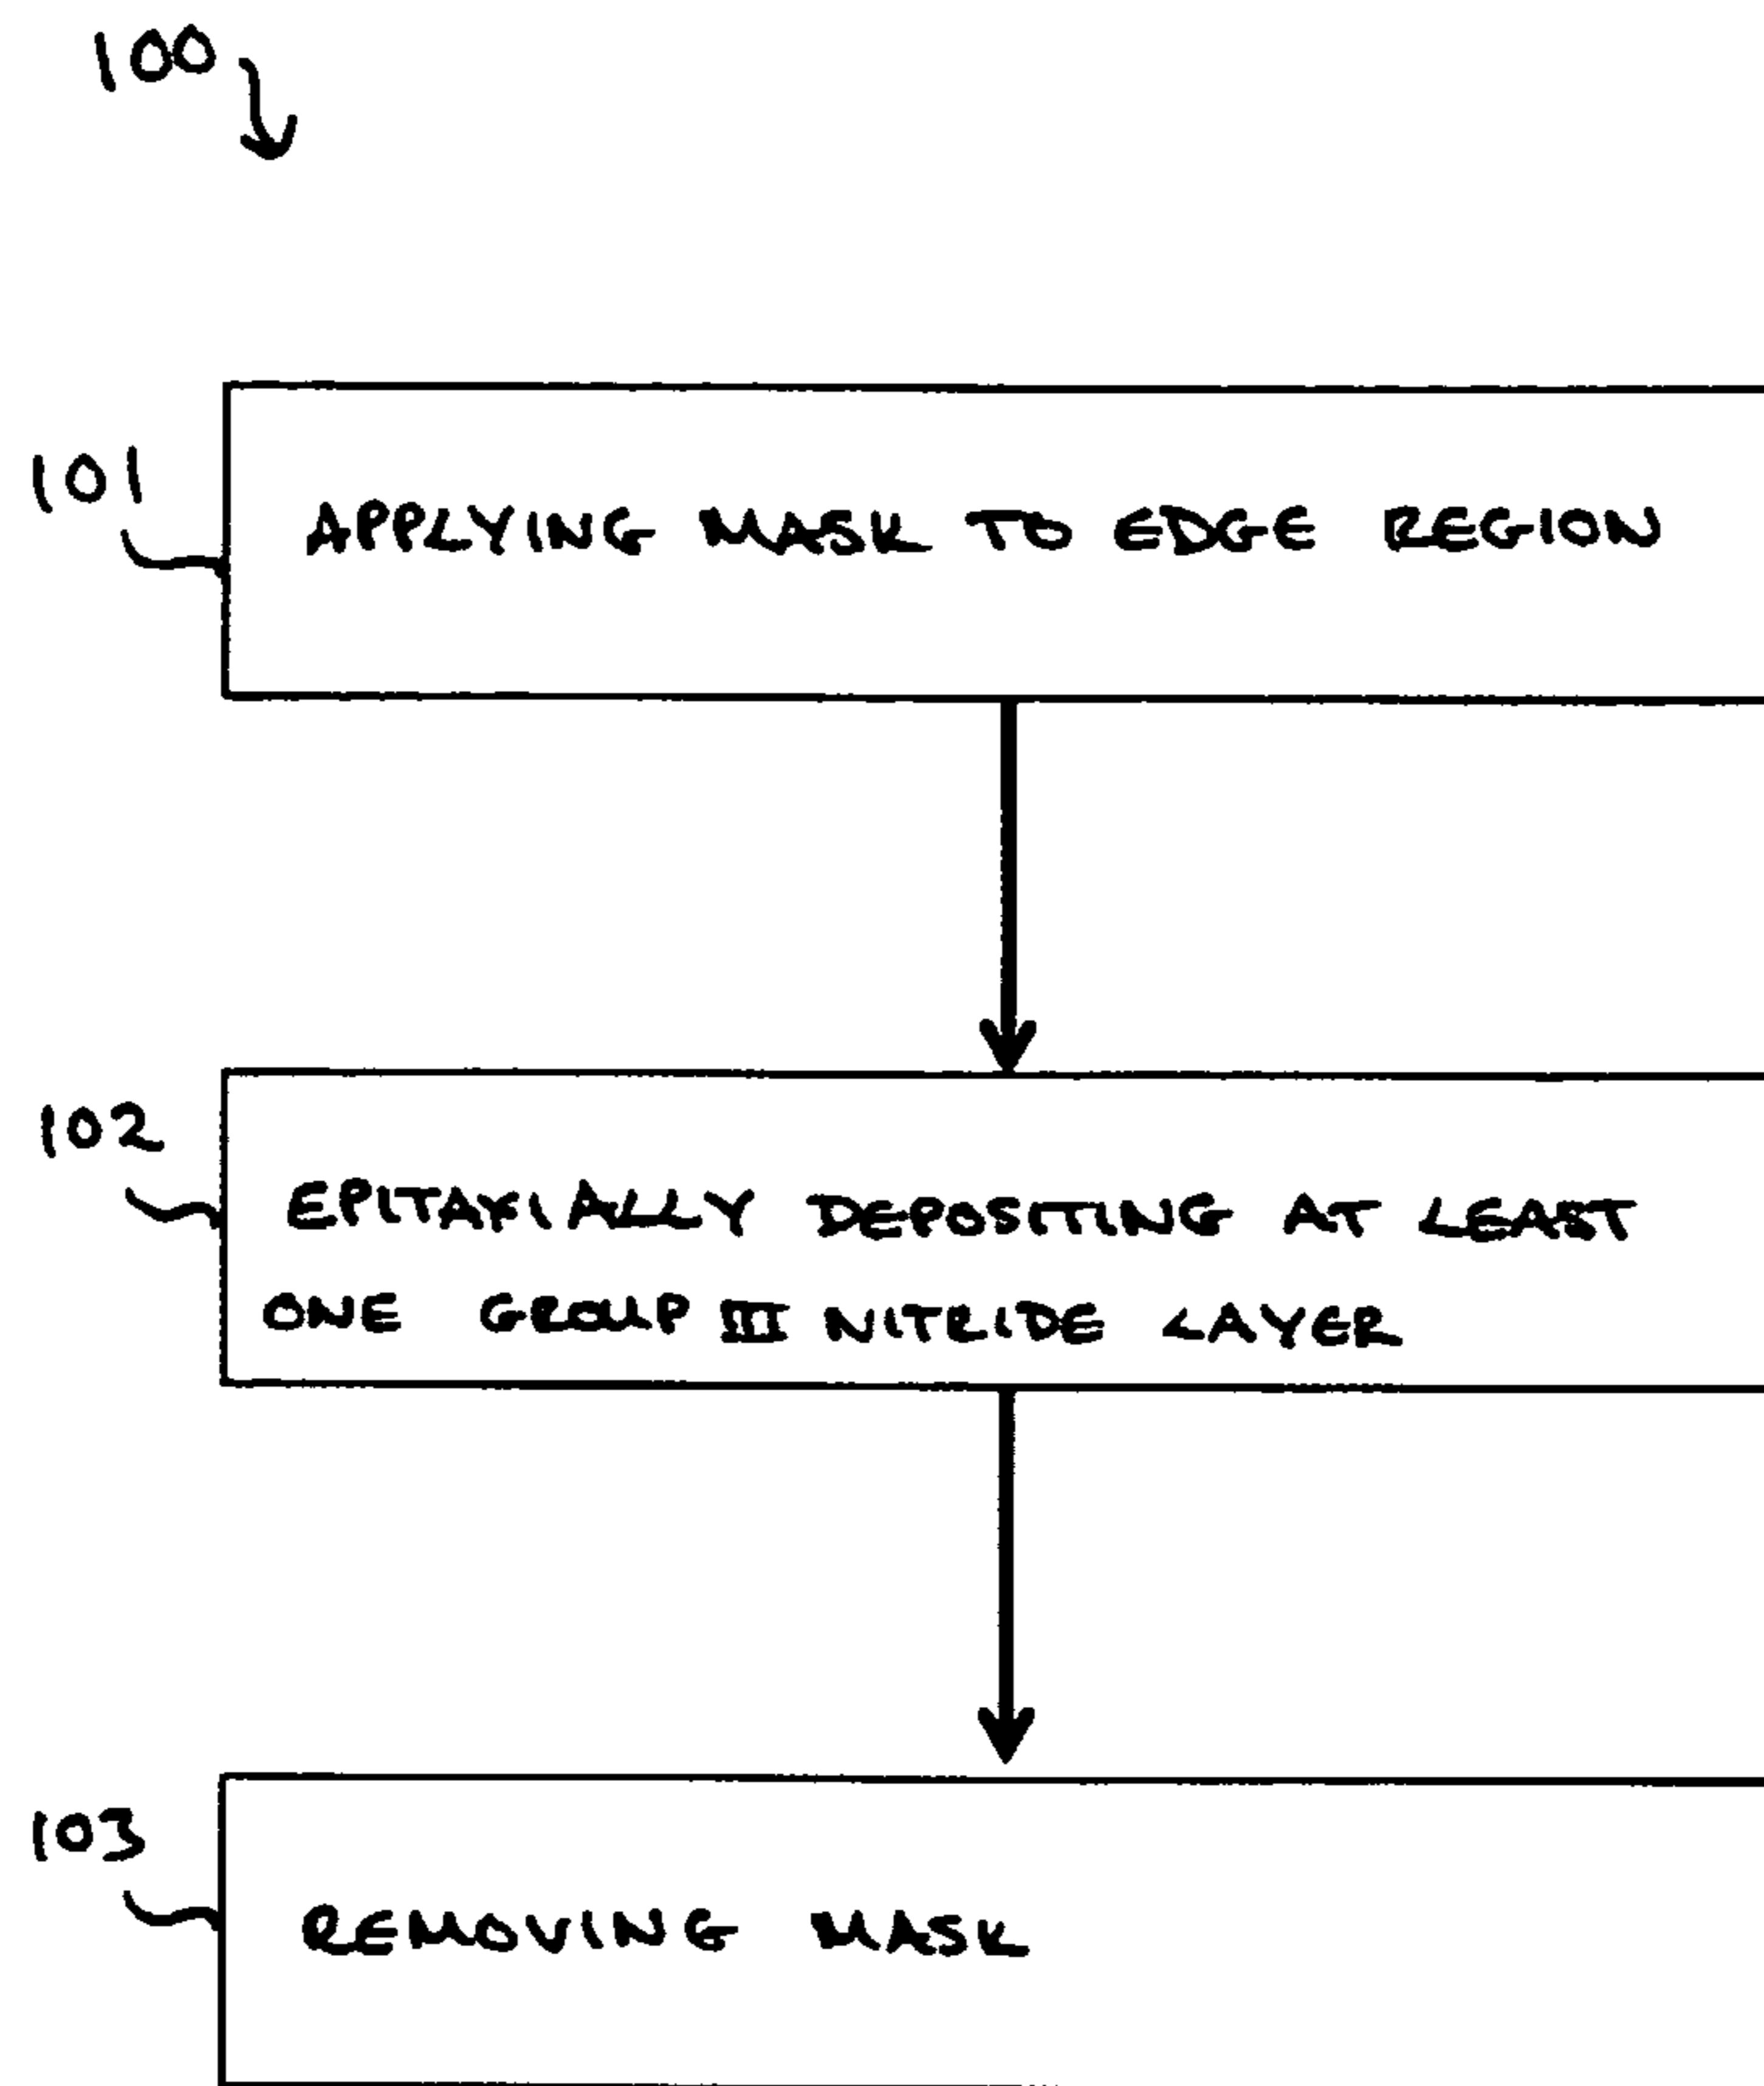 100
101
APPLYING MASK TO EDGE REGION
102
EPITAXIALLY DEPOSITING AT LEAST
ONE GROUP III NITRIDE LAYER
103
REMOVING MASK